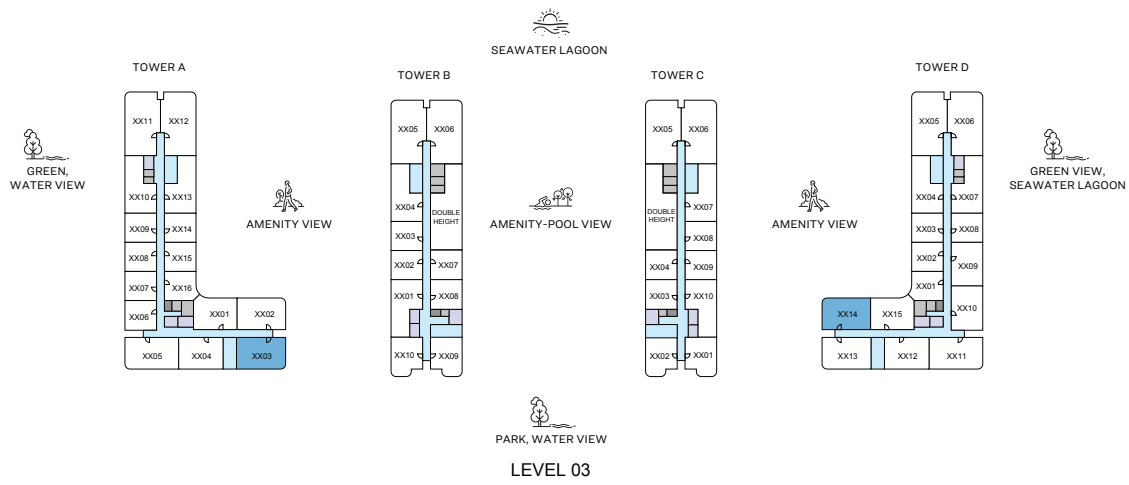 SEAWATER LAGOON
TOWER A
TOWER B
TOWER C
TOWER D
XX11
XX12
XX10
XX13
XX09
XX14
XX08
XX15
XX07
XX16
XX06
XX01
XX02
XX05
XX04
XX03
XX05
XX06
XX04
DOUBLE
HEIGHT
XX03
XX02
XX07
XX01
XX08
XX10
XX09
XX05
XX06
DOUBLE
HEIGHT
XX07
XX08
XX04
XX09
XX03
XX10
XX02
XX01
XX05
XX06
XX04
XX07
XX03
XX08
XX02
XX09
XX01
XX10
XX14
XX15
XX13
XX12
XX11
GREEN,
WATER VIEW
AMENITY VIEW
AMENITY-POOL VIEW
AMENITY VIEW
GREEN VIEW,
SEAWATER LAGOON
PARK, WATER VIEW
LEVEL 03